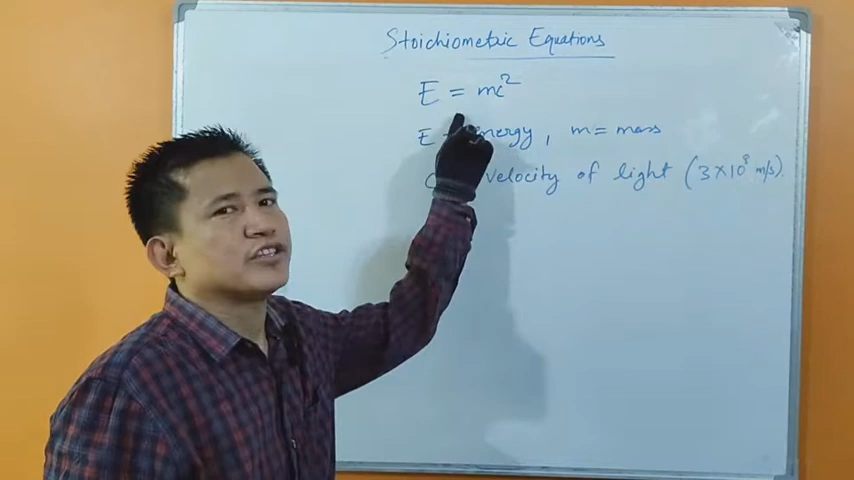 Stoichiometric Equations
E = mc²
E = energy, m = mass
velocity of light (3×10⁸ m/s)